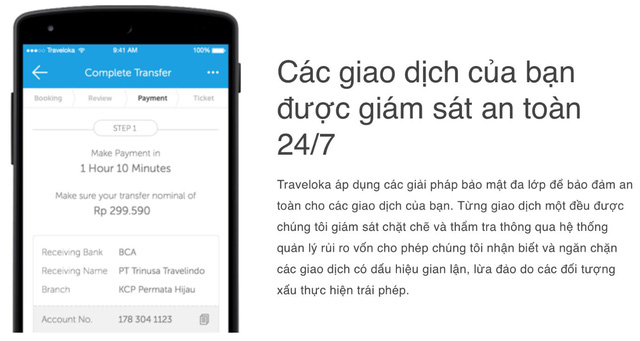 Traveloka 9:41 AM 100%
Complete Transfer
Booking Review Payment Ticket
STEP 1
Make Payment in
1 Hour 10 Minutes
Make sure your transfer nominal of
Rp 299.590
Receiving Bank BCA
Receiving Name PT Trinusa Travelindo
Branch KCP Permata Hijau
Account No. 178 304 1123
Các giao dịch của bạn
được giám sát an toàn
24/7
Traveloka áp dụng các giải pháp bảo mật đa lớp để bảo đảm an
toàn cho các giao dịch của bạn. Từng giao dịch một đều được
chúng tôi giám sát chặt chẽ và thẩm tra thông qua hệ thống
quản lý rủi ro vốn cho phép chúng tôi nhận biết và ngăn chặn
các giao dịch có dấu hiệu gian lận, lừa đảo do các đối tượng
xấu thực hiện trái phép.